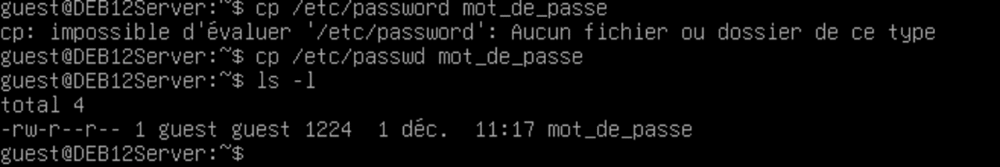 guest@DEB12Server:~$ cp /etc/password mot_de_passe
cp: impossible d'évaluer '/etc/password': Aucun fichier ou dossier de ce type
guest@DEB12Server:~$ cp /etc/passwd mot_de_passe
guest@DEB12Server:~$ ls -l
total 4
-rw-r--r-- 1 guest guest 1224  1 déc.  11:17 mot_de_passe
guest@DEB12Server:~$